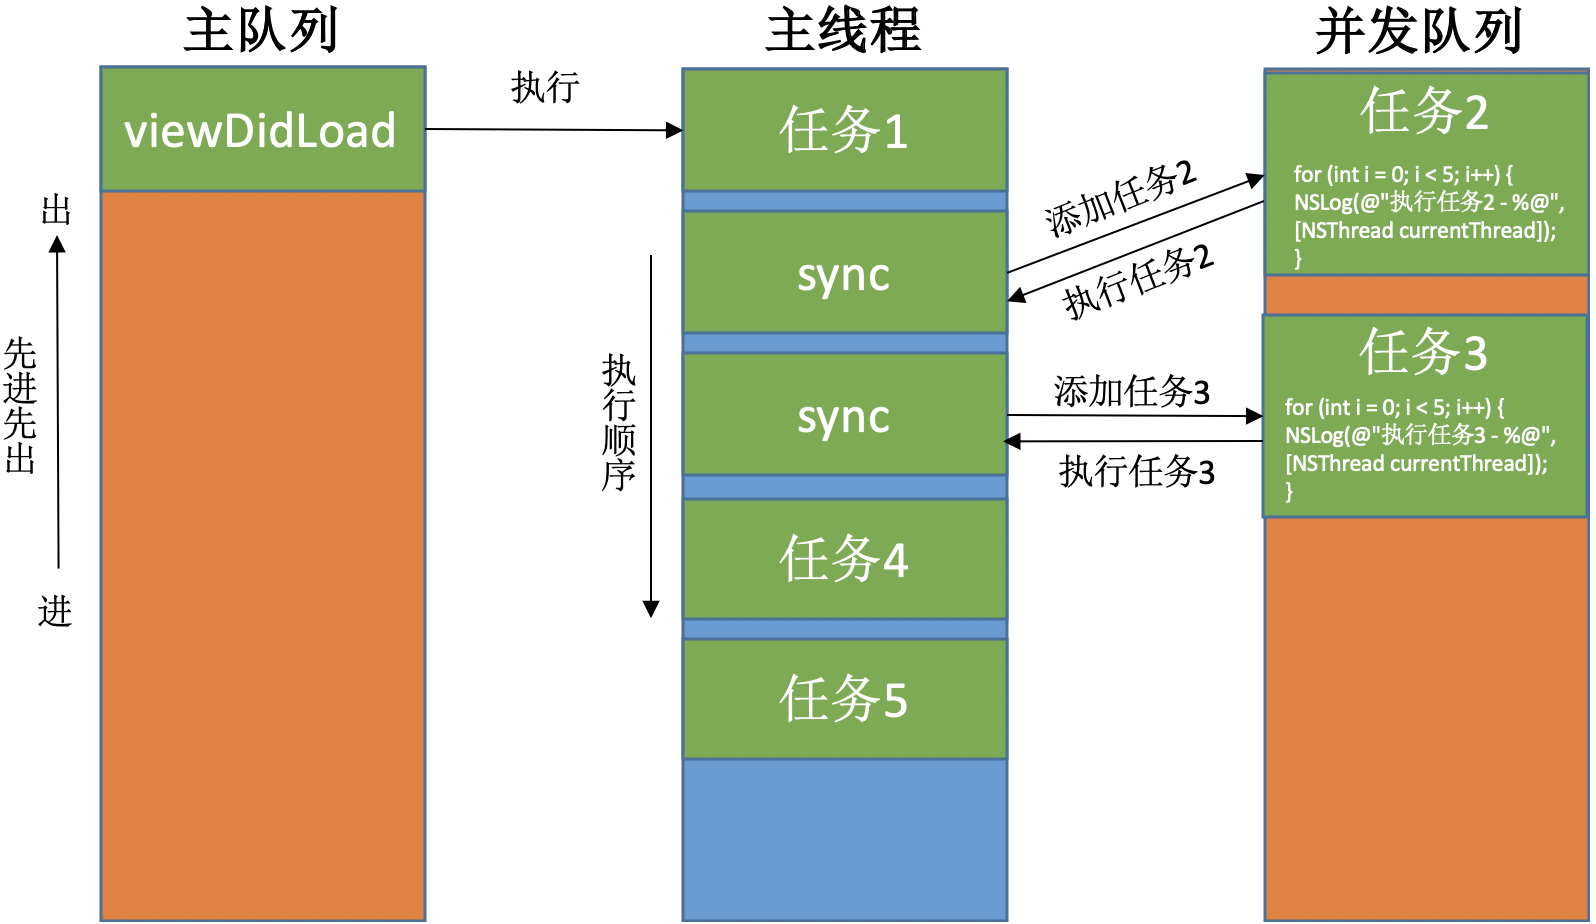 主队列
主线程
并发队列
viewDidLoad
执行
任务1
任务2
for (int i = 0; i < 5; i++) {
NSLog(@"执行任务2 - %@",
[NSThread currentThread]);
}
出
先进先出
进
执行顺序
sync
添加任务2
执行任务2
sync
添加任务3
执行任务3
任务3
for (int i = 0; i < 5; i++) {
NSLog(@"执行任务3 - %@",
[NSThread currentThread]);
}
任务4
任务5